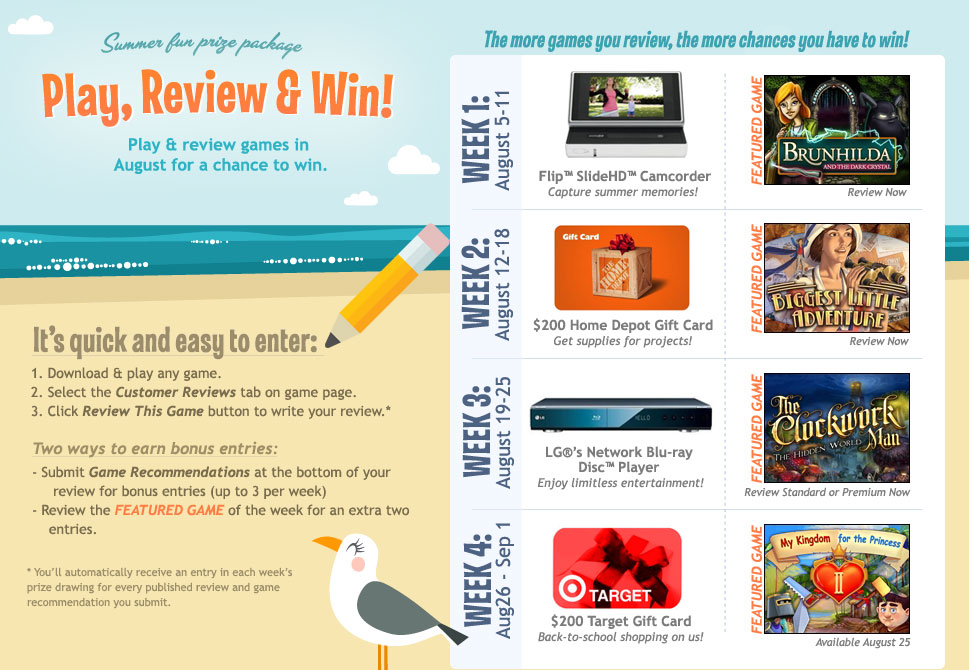 Summer fun prize package
Play, Review & Win!
Play & review games in
August for a chance to win.
It's quick and easy to enter:
1. Download & play any game.
2. Select the Customer Reviews tab on game page.
3. Click Review This Game button to write your review.*
Two ways to earn bonus entries:
- Submit Game Recommendations at the bottom of your
review for bonus entries (up to 3 per week)
- Review the FEATURED GAME of the week for an extra two
entries.
* You'll automatically receive an entry in each week's
prize drawing for every published review and game
recommendation you submit.
The more games you review, the more chances you have to win!
WEEK 1:
August 5-11
Flip™ SlideHD™ Camcorder
Capture summer memories!
FEATURED GAME
BRUNHILDA
AND THE DARK CRYSTAL
Review Now
WEEK 2:
August 12-18
Gift Card
THE HOME DEPOT
$200 Home Depot Gift Card
Get supplies for projects!
FEATURED GAME
BIGGEST LITTLE
ADVENTURE
Review Now
WEEK 3:
August 19-25
LG
HELLO
LG®'s Network Blu-ray
Disc™ Player
Enjoy limitless entertainment!
FEATURED GAME
The
Clockwork
Man
THE HIDDEN WORLD
Review Standard or Premium Now
WEEK 4:
Aug26 - Sep 1
TARGET
$200 Target Gift Card
Back-to-school shopping on us!
FEATURED GAME
My Kingdom for the Princess
II
Available August 25